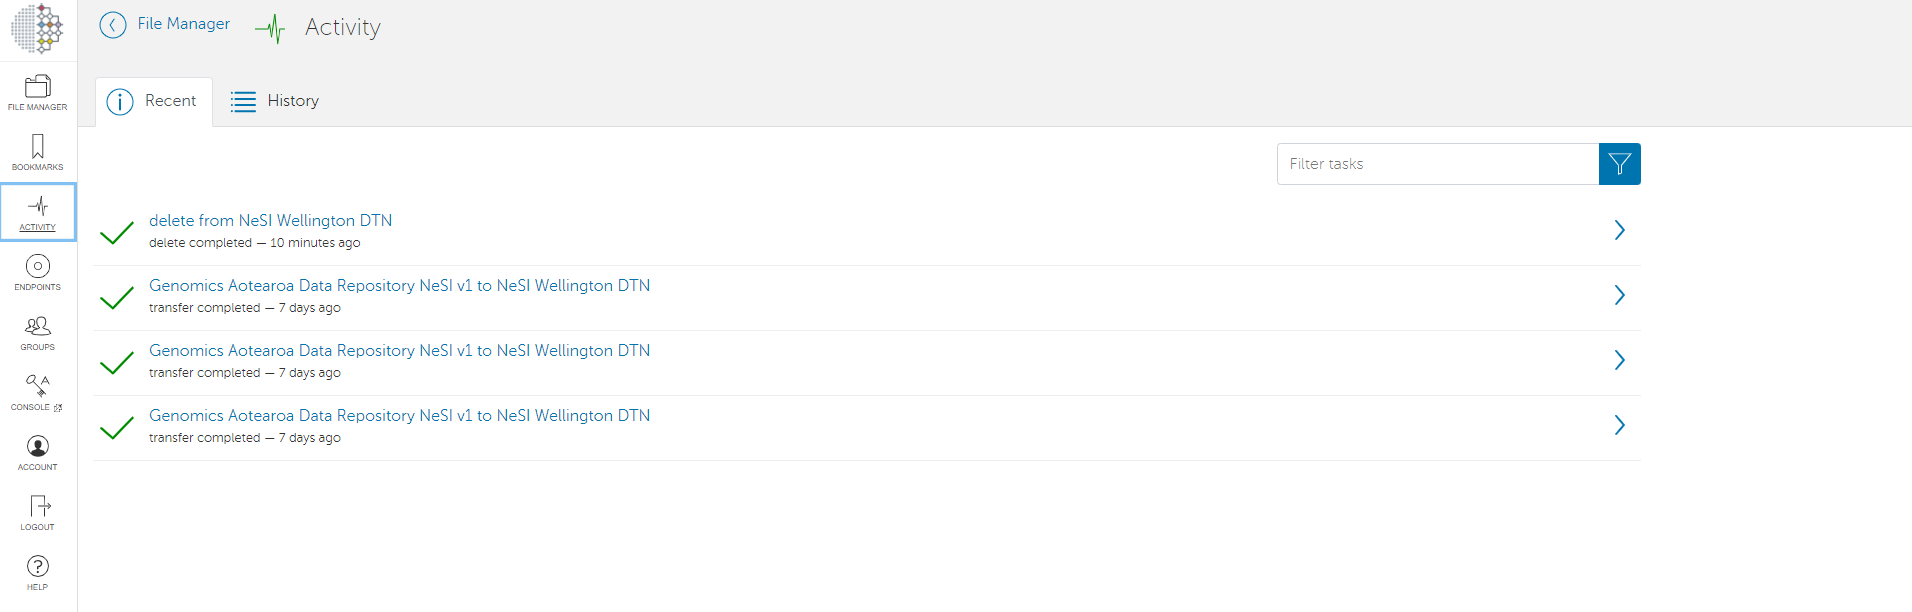 File Manager
Activity
Recent
History
FILE MANAGER
BOOKMARKS
ACTIVITY
ENDPOINTS
GROUPS
CONSOLE
ACCOUNT
LOGOUT
HELP
Filter tasks
delete from NeSI Wellington DTN
delete completed — 10 minutes ago
Genomics Aotearoa Data Repository NeSI v1 to NeSI Wellington DTN
transfer completed — 7 days ago
Genomics Aotearoa Data Repository NeSI v1 to NeSI Wellington DTN
transfer completed — 7 days ago
Genomics Aotearoa Data Repository NeSI v1 to NeSI Wellington DTN
transfer completed — 7 days ago